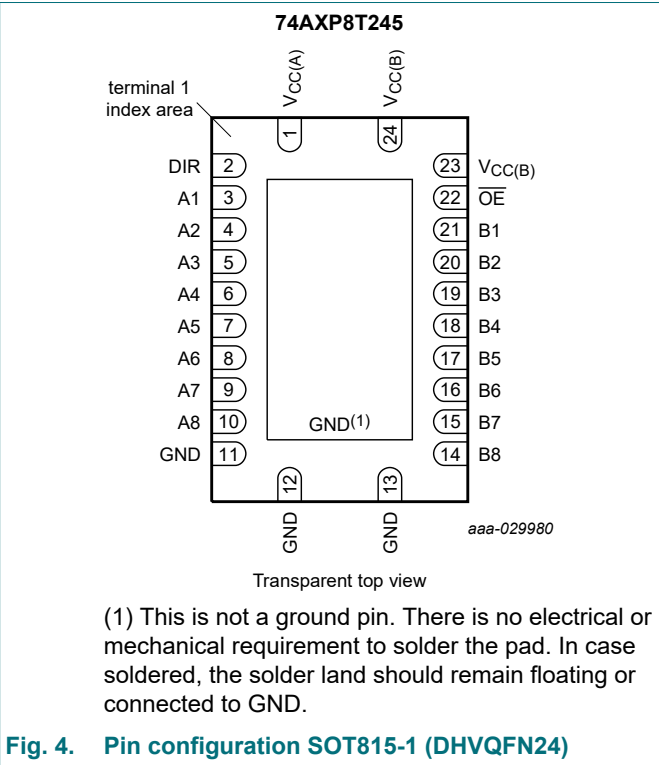 74AXP8T245
terminal 1
index area
VCC(A)
VCC(B)
1
24
DIR 2
23 VCC(B)
A1 3
22 OE
A2 4
21 B1
A3 5
20 B2
A4 6
19 B3
A5 7
18 B4
A6 8
17 B5
A7 9
16 B6
A8 10
GND(1)
15 B7
GND 11
14 B8
12
13
GND
GND
aaa-029980
Transparent top view
(1) This is not a ground pin. There is no electrical or
mechanical requirement to solder the pad. In case
soldered, the solder land should remain floating or
connected to GND.
Fig. 4. Pin configuration SOT815-1 (DHVQFN24)